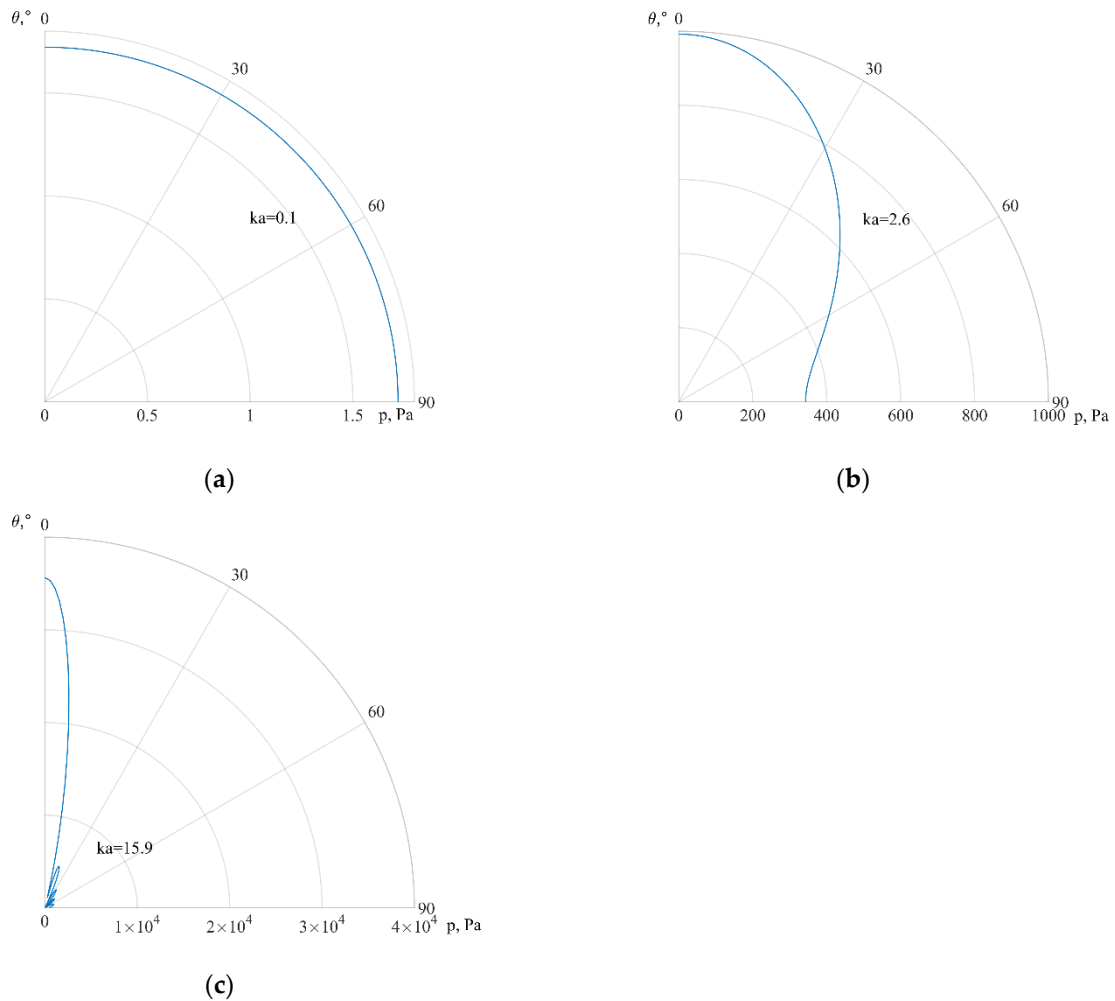 θ,° 0
30
60
90
ka=0.1
0 0.5 1 1.5 p, Pa
(a)
θ,° 0
30
60
90
ka=2.6
0 200 400 600 800 1000 p, Pa
(b)
θ,° 0
30
60
90
ka=15.9
0 1×10⁴ 2×10⁴ 3×10⁴ 4×10⁴ p, Pa
(c)